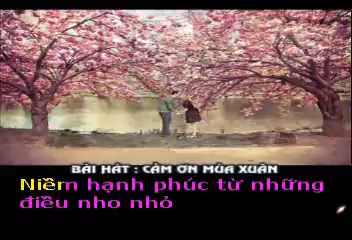 BÀI HÁT : CẢM ƠN MÙA XUÂN
Niềm hạnh phúc từ những
điều nho nhỏ